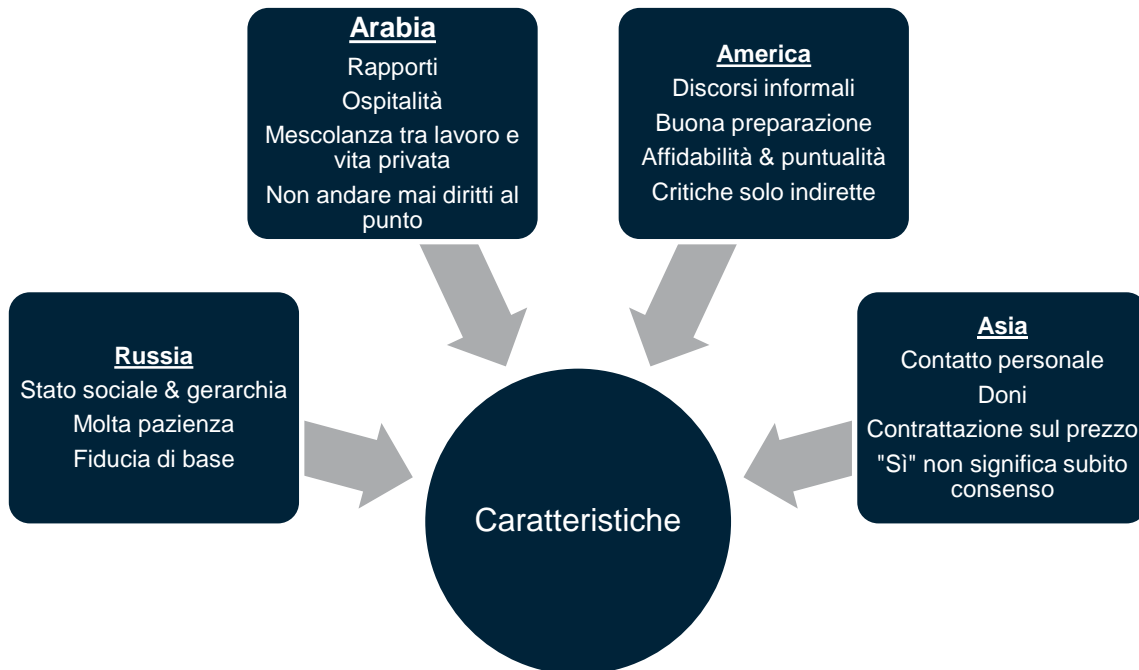 Arabia
Rapporti
Ospitalità
Mescolanza tra lavoro e
vita privata
Non andare mai diritti al
punto
America
Discorsi informali
Buona preparazione
Affidabilità & puntualità
Critiche solo indirette
Russia
Stato sociale & gerarchia
Molta pazienza
Fiducia di base
Asia
Contatto personale
Doni
Contrattazione sul prezzo
"Sì" non significa subito
consenso
Caratteristiche